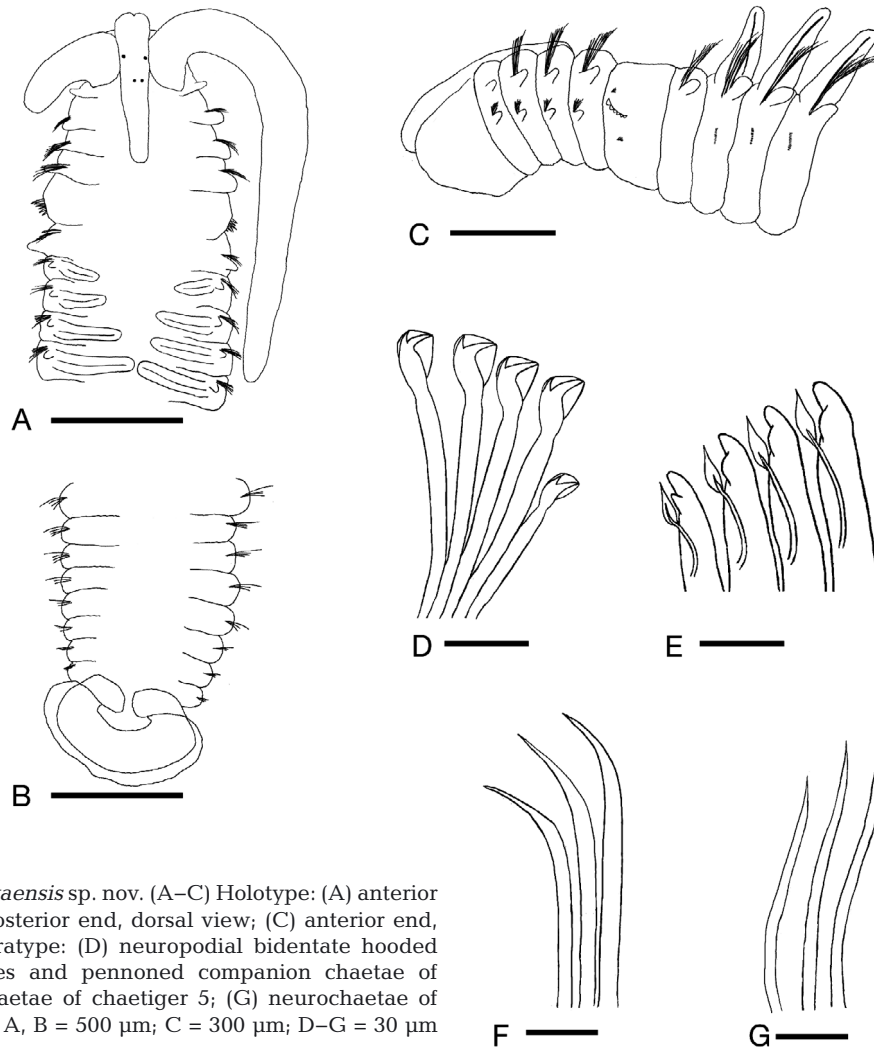 A
B
C
D
E
F
G
aensis sp. nov. (A–C) Holotype: (A) anterior
osterior end, dorsal view; (C) anterior end,
ratype: (D) neuropodial bidentate hooded
es and pennoned companion chaetae of
aetae of chaetiger 5; (G) neurochaetae of
A, B = 500 µm; C = 300 µm; D–G = 30 µm